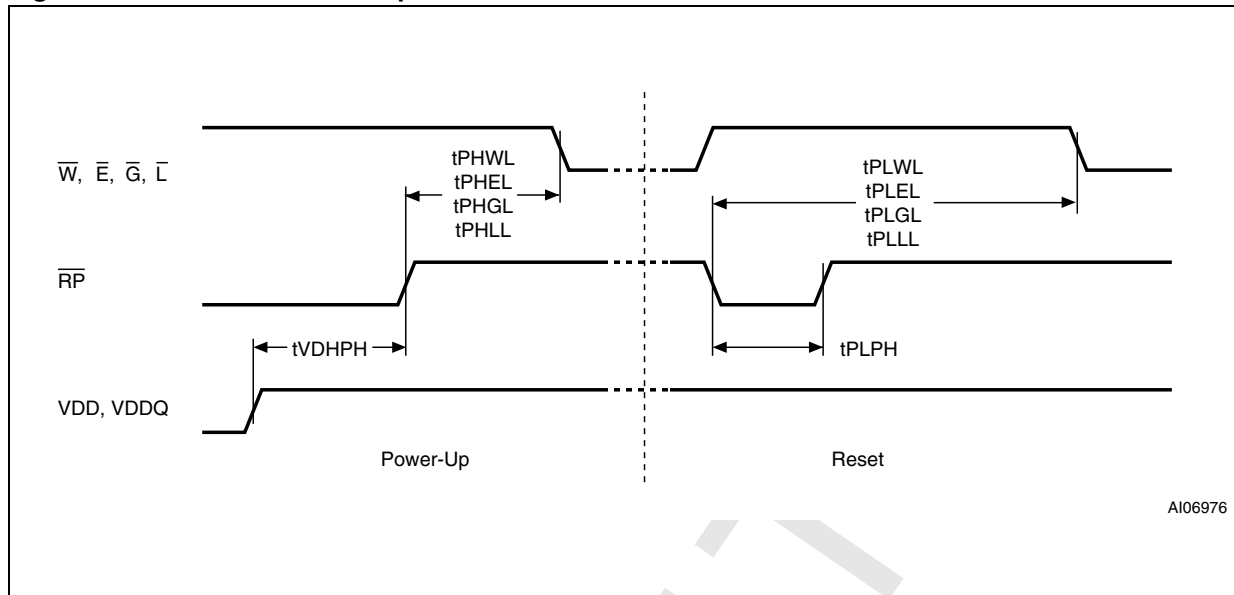 W, E, G, L
tPHWL
tPHEL
tPHGL
tPHLL
tPLWL
tPLEL
tPLGL
tPLLL
RP
tVDHPH
tPLPH
VDD, VDDQ
Power-Up
Reset
AI06976